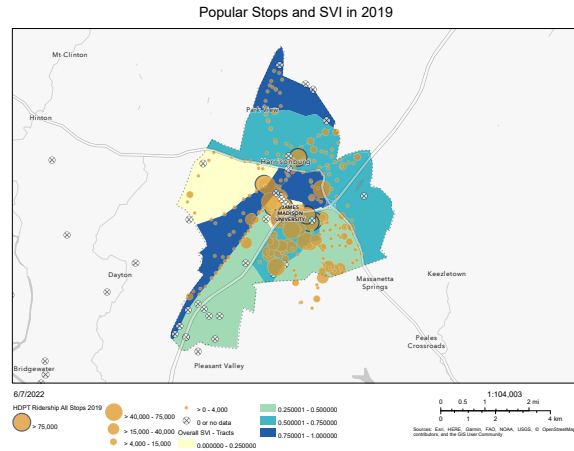 Popular Stops and SVI in 2019
Mt Clinton
Hinton
Park View
Harrisonburg
JAMES
MADISON
UNIVERSITY
Dayton
Massanetta
Springs
Keezletown
Peales
Crossroads
Bridgewater
Pleasant Valley
6/7/2022
1:104,003
HDPT Ridership All Stops 2019
> 75,000
> 40,000 - 75,000
> 15,000 - 40,000
> 4,000 - 15,000
> 0 - 4,000
0 or no data
Overall SVI - Tracts
0.000000 - 0.250000
0.250001 - 0.500000
0.500001 - 0.750000
0.750001 - 1.000000
0 0.5 1 2 mi
0 1 2 4 km
Sources: Esri, HERE, Garmin, FAO, NOAA, USGS, © OpenStreetMap
contributors, and the GIS User Community